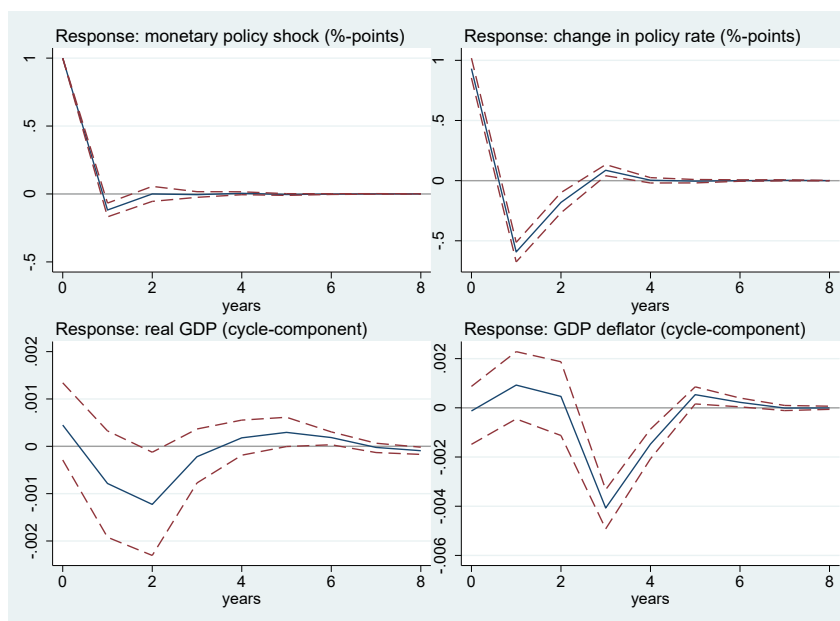 Response: monetary policy shock (%-points)
1
.5
0
-.5
0 2 4 6 8
years
Response: change in policy rate (%-points)
1
.5
0
-.5
0 2 4 6 8
years
Response: real GDP (cycle-component)
.002
.001
0
-.001
-.002
0 2 4 6 8
years
Response: GDP deflator (cycle-component)
.002
0
-.002
-.004
-.006
0 2 4 6 8
years